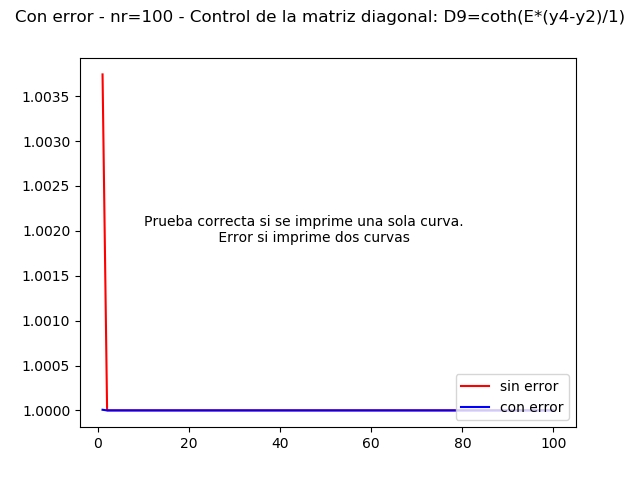 Con error - nr=100 - Control de la matriz diagonal: D9=coth(E*(y4-y2)/1)
1.0035
1.0030
1.0025
1.0020
1.0015
1.0010
1.0005
1.0000
Prueba correcta si se imprime una sola curva.
Error si imprime dos curvas
sin error
con error
0 20 40 60 80 100